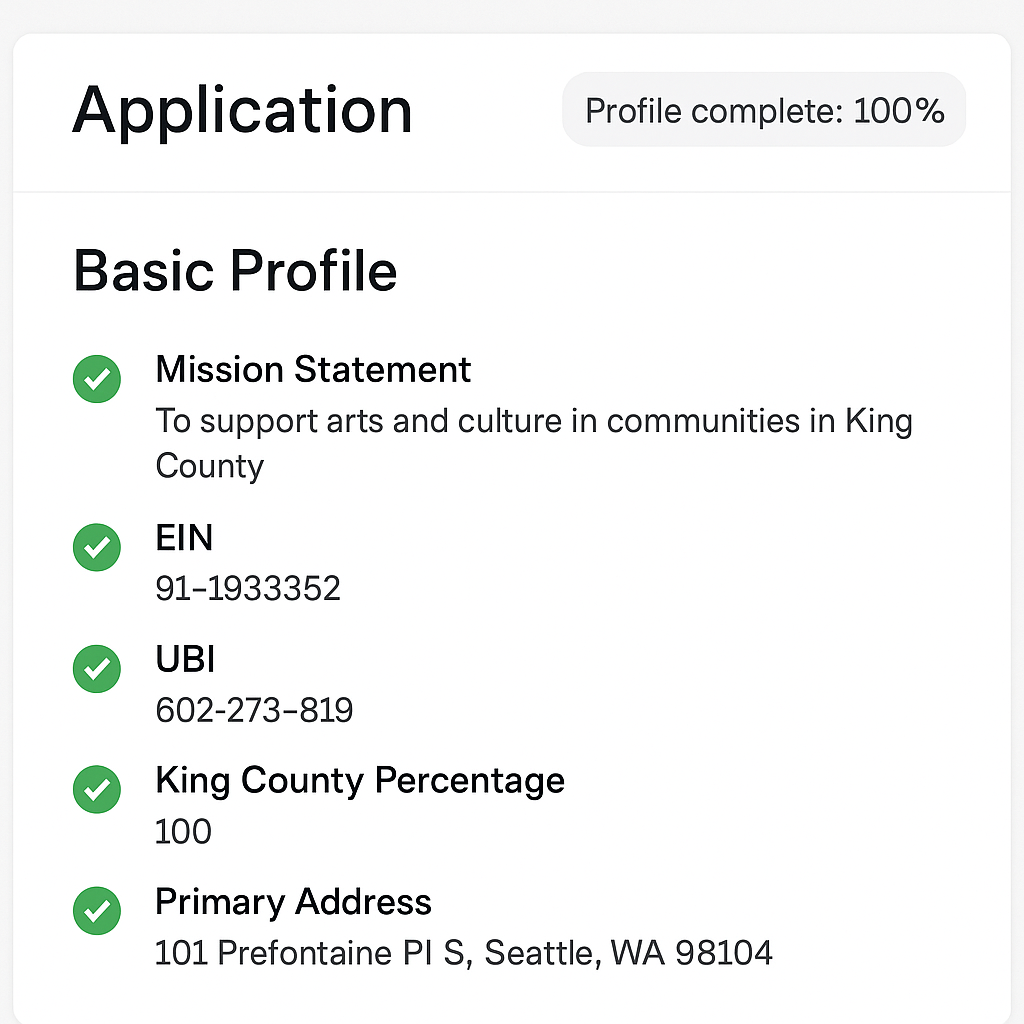 Application
Profile complete: 100%
Basic Profile
Mission Statement
To support arts and culture in communities in King
County
EIN
91–1933352
UBI
602-273–819
King County Percentage
100
Primary Address
101 Prefontaine Pl S, Seattle, WA 98104